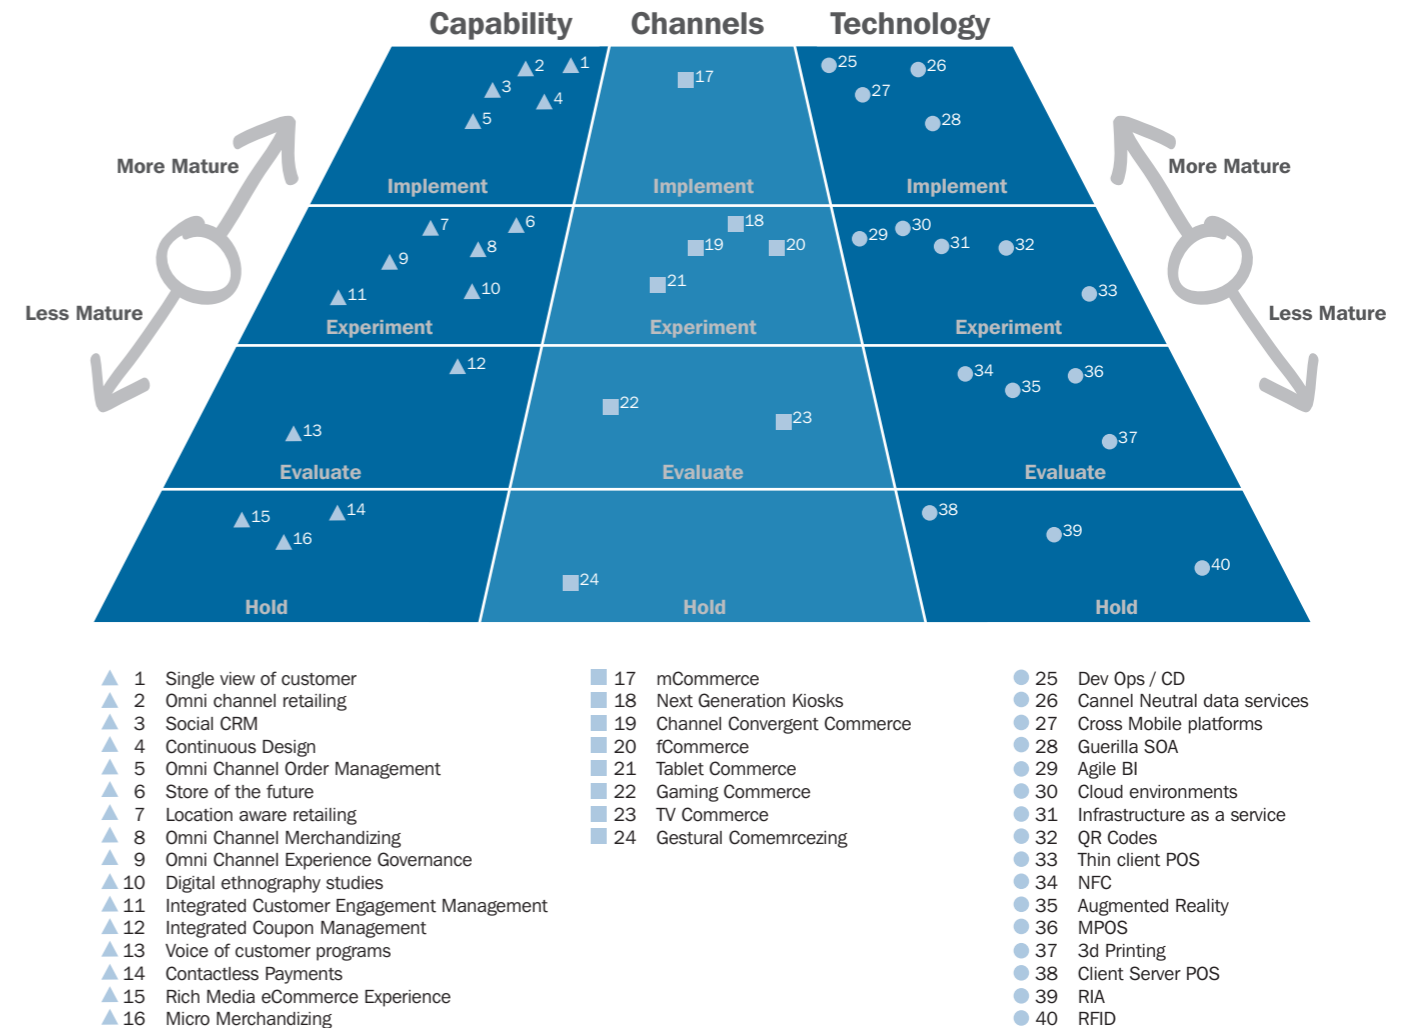 Capability Channels Technology
1
2
3
4
5
17
25
26
27
28
More Mature
More Mature
Implement
Implement
Implement
6
7
8
9
10
11
18
19
20
21
29
30
31
32
33
Less Mature
Less Mature
Experiment
Experiment
Experiment
12
13
22
23
34
35
36
37
Evaluate
Evaluate
Evaluate
14
15
16
24
38
39
40
Hold
Hold
Hold
1 Single view of customer
2 Omni channel retailing
3 Social CRM
4 Continuous Design
5 Omni Channel Order Management
6 Store of the future
7 Location aware retailing
8 Omni Channel Merchandizing
9 Omni Channel Experience Governance
10 Digital ethnography studies
11 Integrated Customer Engagement Management
12 Integrated Coupon Management
13 Voice of customer programs
14 Contactless Payments
15 Rich Media eCommerce Experience
16 Micro Merchandizing
17 mCommerce
18 Next Generation Kiosks
19 Channel Convergent Commerce
20 fCommerce
21 Tablet Commerce
22 Gaming Commerce
23 TV Commerce
24 Gestural Comemrcezing
25 Dev Ops / CD
26 Cannel Neutral data services
27 Cross Mobile platforms
28 Guerilla SOA
29 Agile BI
30 Cloud environments
31 Infrastructure as a service
32 QR Codes
33 Thin client POS
34 NFC
35 Augmented Reality
36 MPOS
37 3d Printing
38 Client Server POS
39 RIA
40 RFID